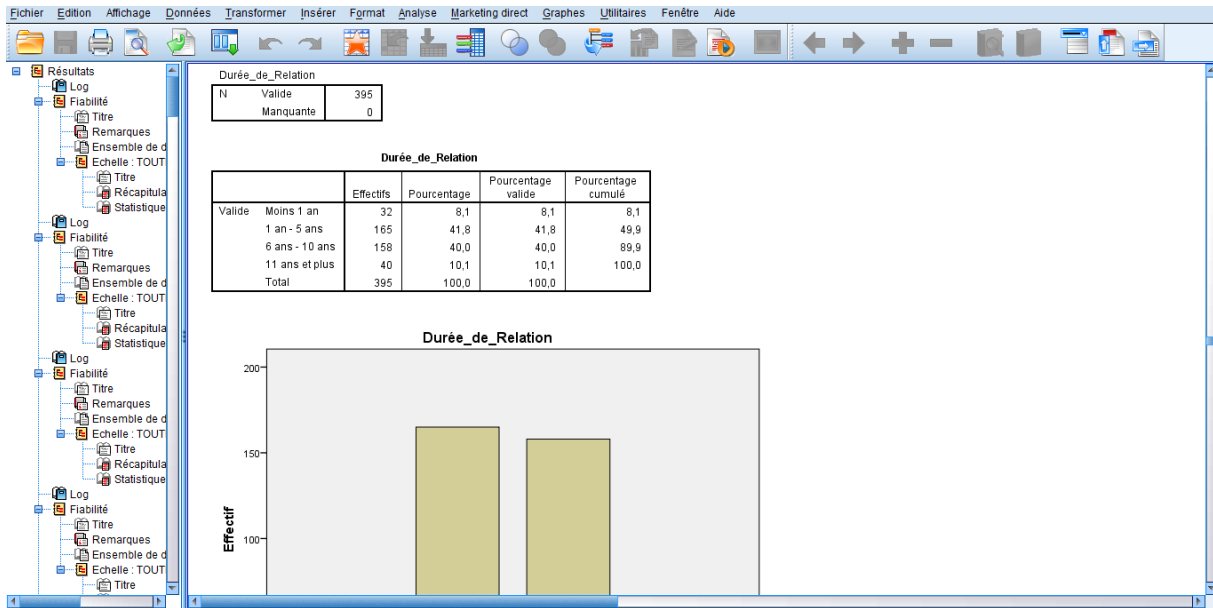 Fichier Edition Affichage Données Transformer Insérer Format Analyse Marketing direct Graphes Utilitaires Fenêtre Aide
Résultats
Log
Fiabilité
Titre
Remarques
Ensemble de d
Echelle : TOUT
Titre
Récapitula
Statistique
Log
Fiabilité
Titre
Remarques
Ensemble de d
Echelle : TOUT
Titre
Récapitula
Statistique
Log
Fiabilité
Titre
Remarques
Ensemble de d
Echelle : TOUT
Titre
Récapitula
Statistique
Log
Fiabilité
Titre
Remarques
Ensemble de d
Echelle : TOUT
Titre
Durée_de_Relation
N Valide 395
Manquante 0
Durée_de_Relation
Effectifs Pourcentage Pourcentage valide Pourcentage cumulé
Valide Moins 1 an 32 8,1 8,1 8,1
1 an - 5 ans 165 41,8 41,8 49,9
6 ans - 10 ans 158 40,0 40,0 89,9
11 ans et plus 40 10,1 10,1 100,0
Total 395 100,0 100,0
Durée_de_Relation
200
150
100
Effectif